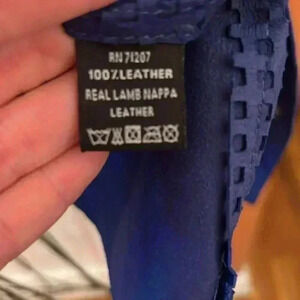 RN 71207
100% LEATHER
REAL LAMB NAPPA
LEATHER